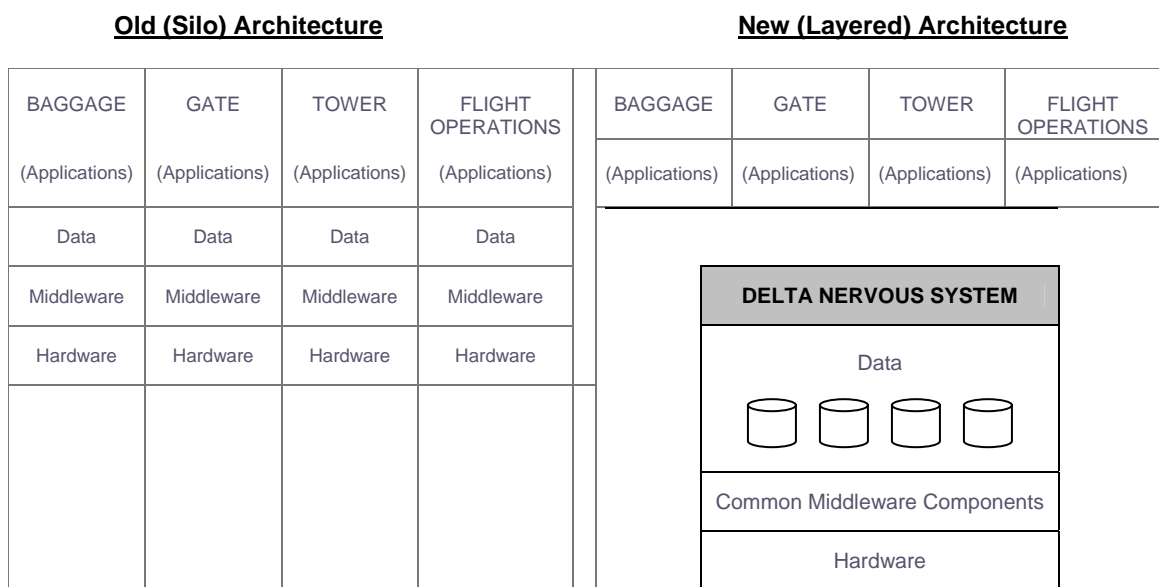 Old (Silo) Architecture
New (Layered) Architecture
BAGGAGE GATE TOWER FLIGHT
OPERATIONS
(Applications) (Applications) (Applications) (Applications)
Data Data Data Data
Middleware Middleware Middleware Middleware
Hardware Hardware Hardware Hardware
BAGGAGE GATE TOWER FLIGHT
OPERATIONS
(Applications) (Applications) (Applications) (Applications)
DELTA NERVOUS SYSTEM
Data
Common Middleware Components
Hardware